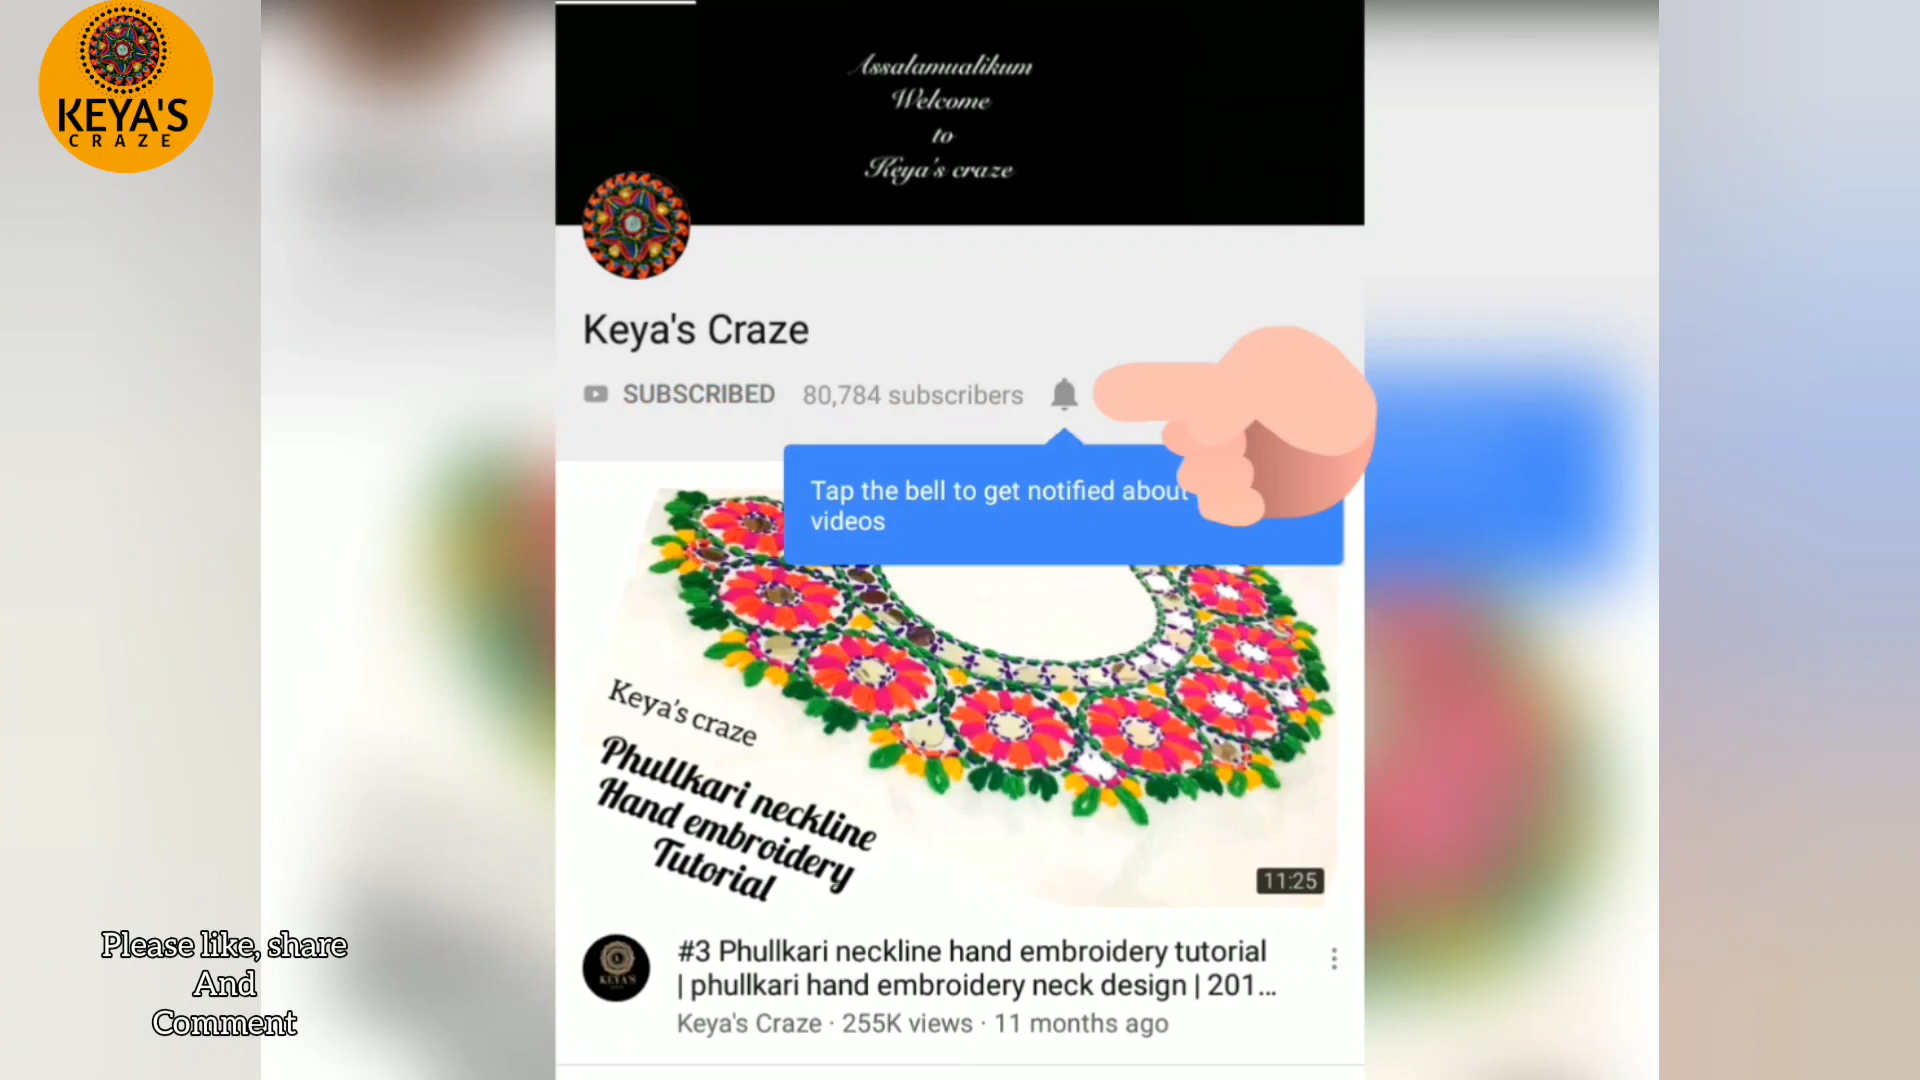 KEYA'S
CRAZE
Assalamualikum
Welcome
to
Keya's craze
Keya's Craze
SUBSCRIBED 80,784 subscribers
Tap the bell to get notified about
videos
Keya's craze
Phullkari neckline
Hand embroidery
Tutorial
11:25
KEYA'S
#3 Phullkari neckline hand embroidery tutorial
| phullkari hand embroidery neck design | 201...
Keya's Craze · 255K views · 11 months ago
Please like, share
And
Comment